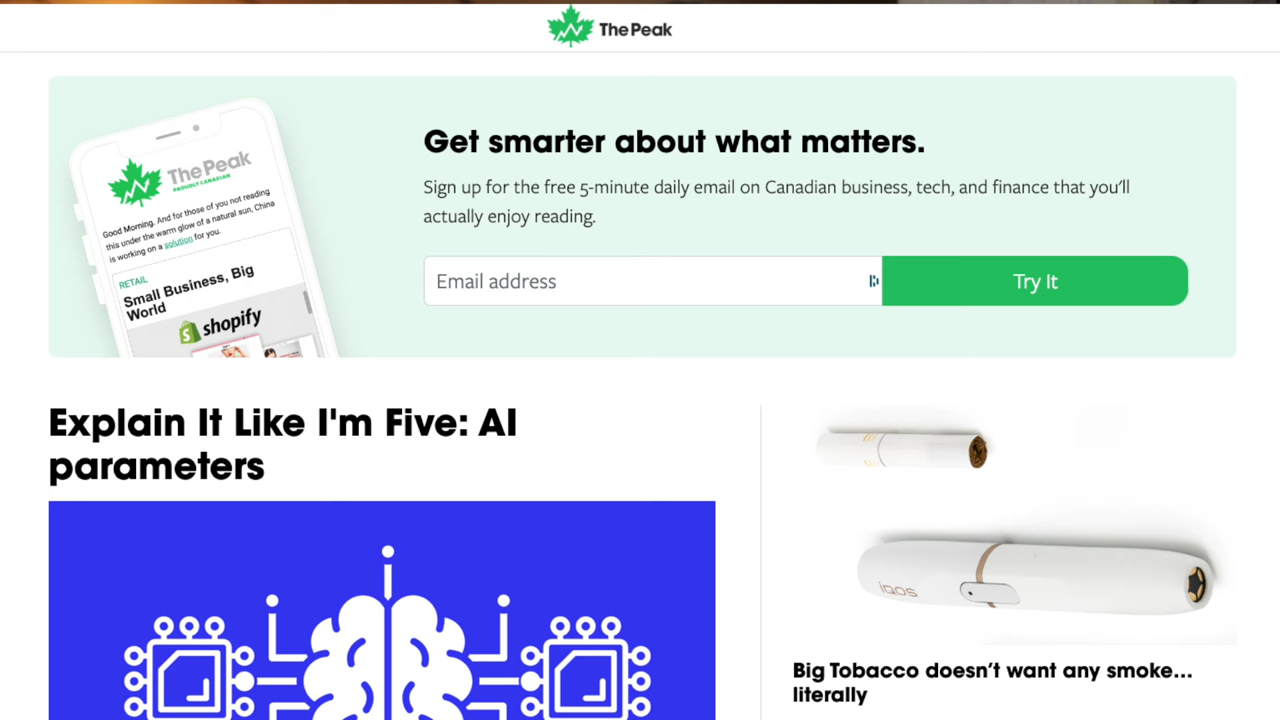 The Peak
The Peak
PROUDLY CANADIAN
Good Morning. And for those of you not reading
this under the warm glow of a natural sun, China
is working on a solution for you.
RETAIL
Small Business, Big
World
shopify
Get smarter about what matters.
Sign up for the free 5-minute daily email on Canadian business, tech, and finance that you'll
actually enjoy reading.
Email address
Try It
Explain It Like I'm Five: AI
parameters
IQOS
Big Tobacco doesn’t want any smoke…
literally